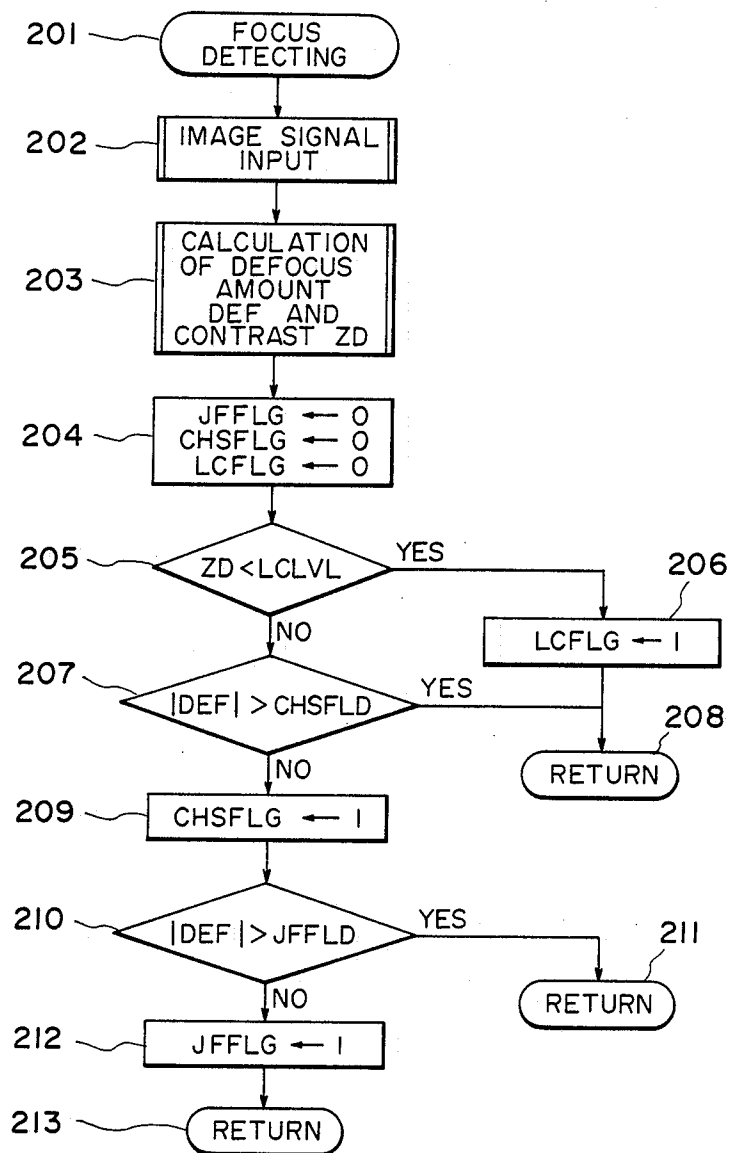 201
FOCUS
DETECTING
202
IMAGE SIGNAL
INPUT
203
CALCULATION
OF DEFOCUS
AMOUNT
DEF AND
CONTRAST ZD
204
JFFLG ← 0
CHSFLG ← 0
LCFLG ← 0
205
ZD < LCLVL
YES
206
LCFLG ← 1
NO
207
|DEF| > CHSFLD
YES
208
RETURN
NO
209
CHSFLG ← 1
210
|DEF| > JFFLD
YES
211
RETURN
NO
212
JFFLG ← 1
213
RETURN